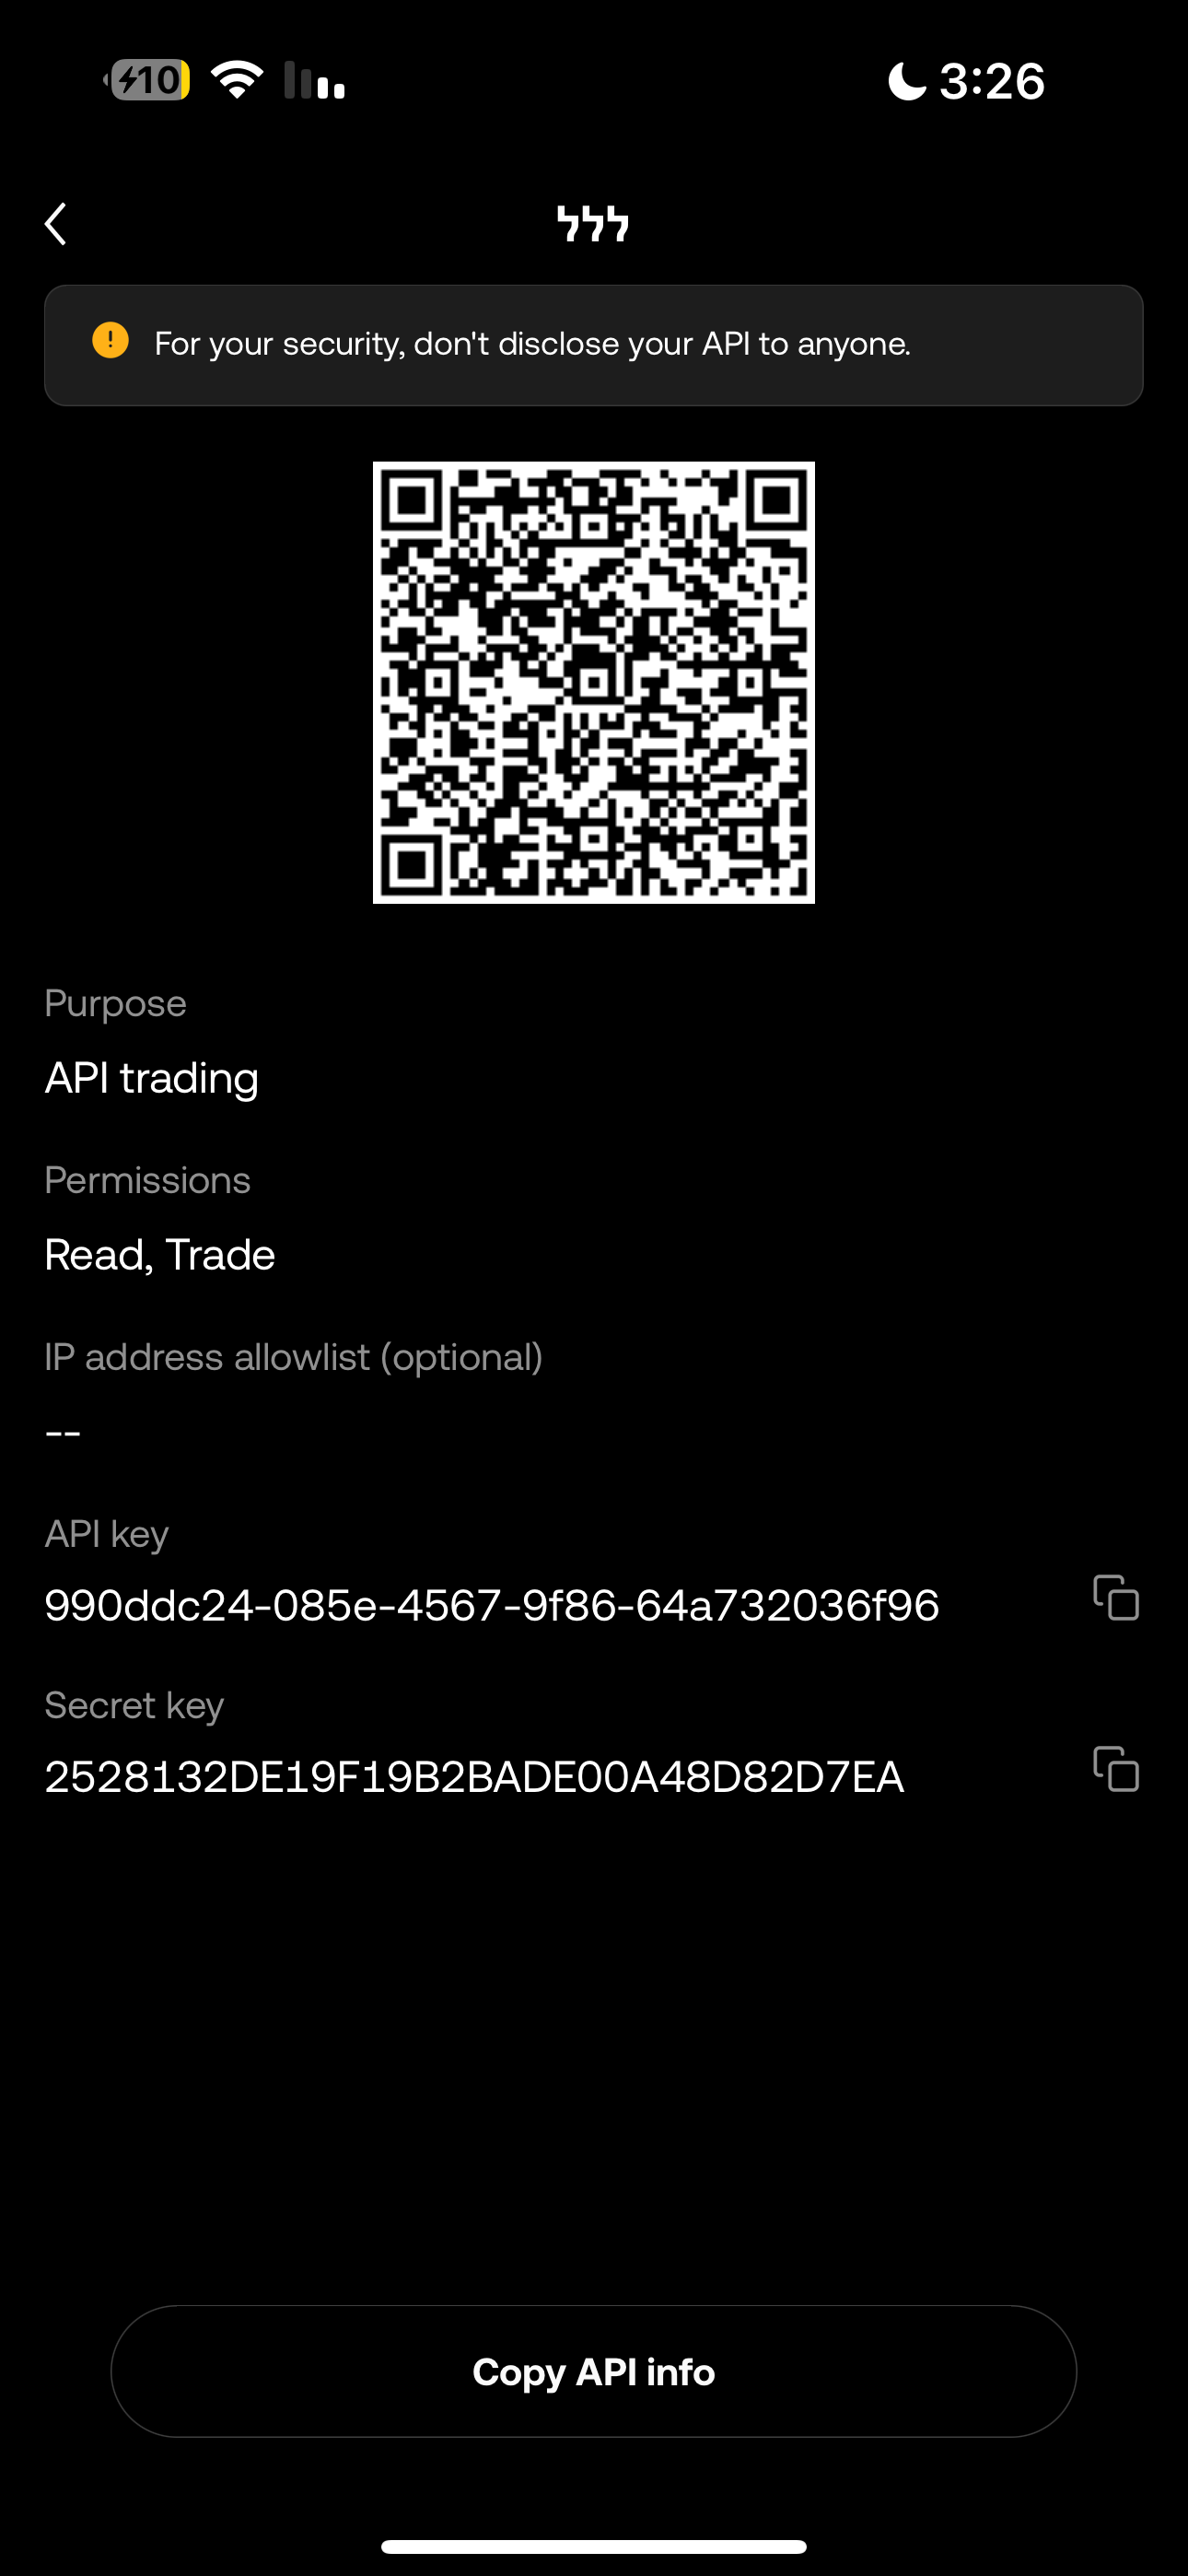 10
3:26
ללל
For your security, don't disclose your API to anyone.
Purpose
API trading
Permissions
Read, Trade
IP address allowlist (optional)
--
API key
990ddc24-085e-4567-9f86-64a732036f96
Secret key
2528132DE19F19B2BADE00A48D82D7EA
Copy API info